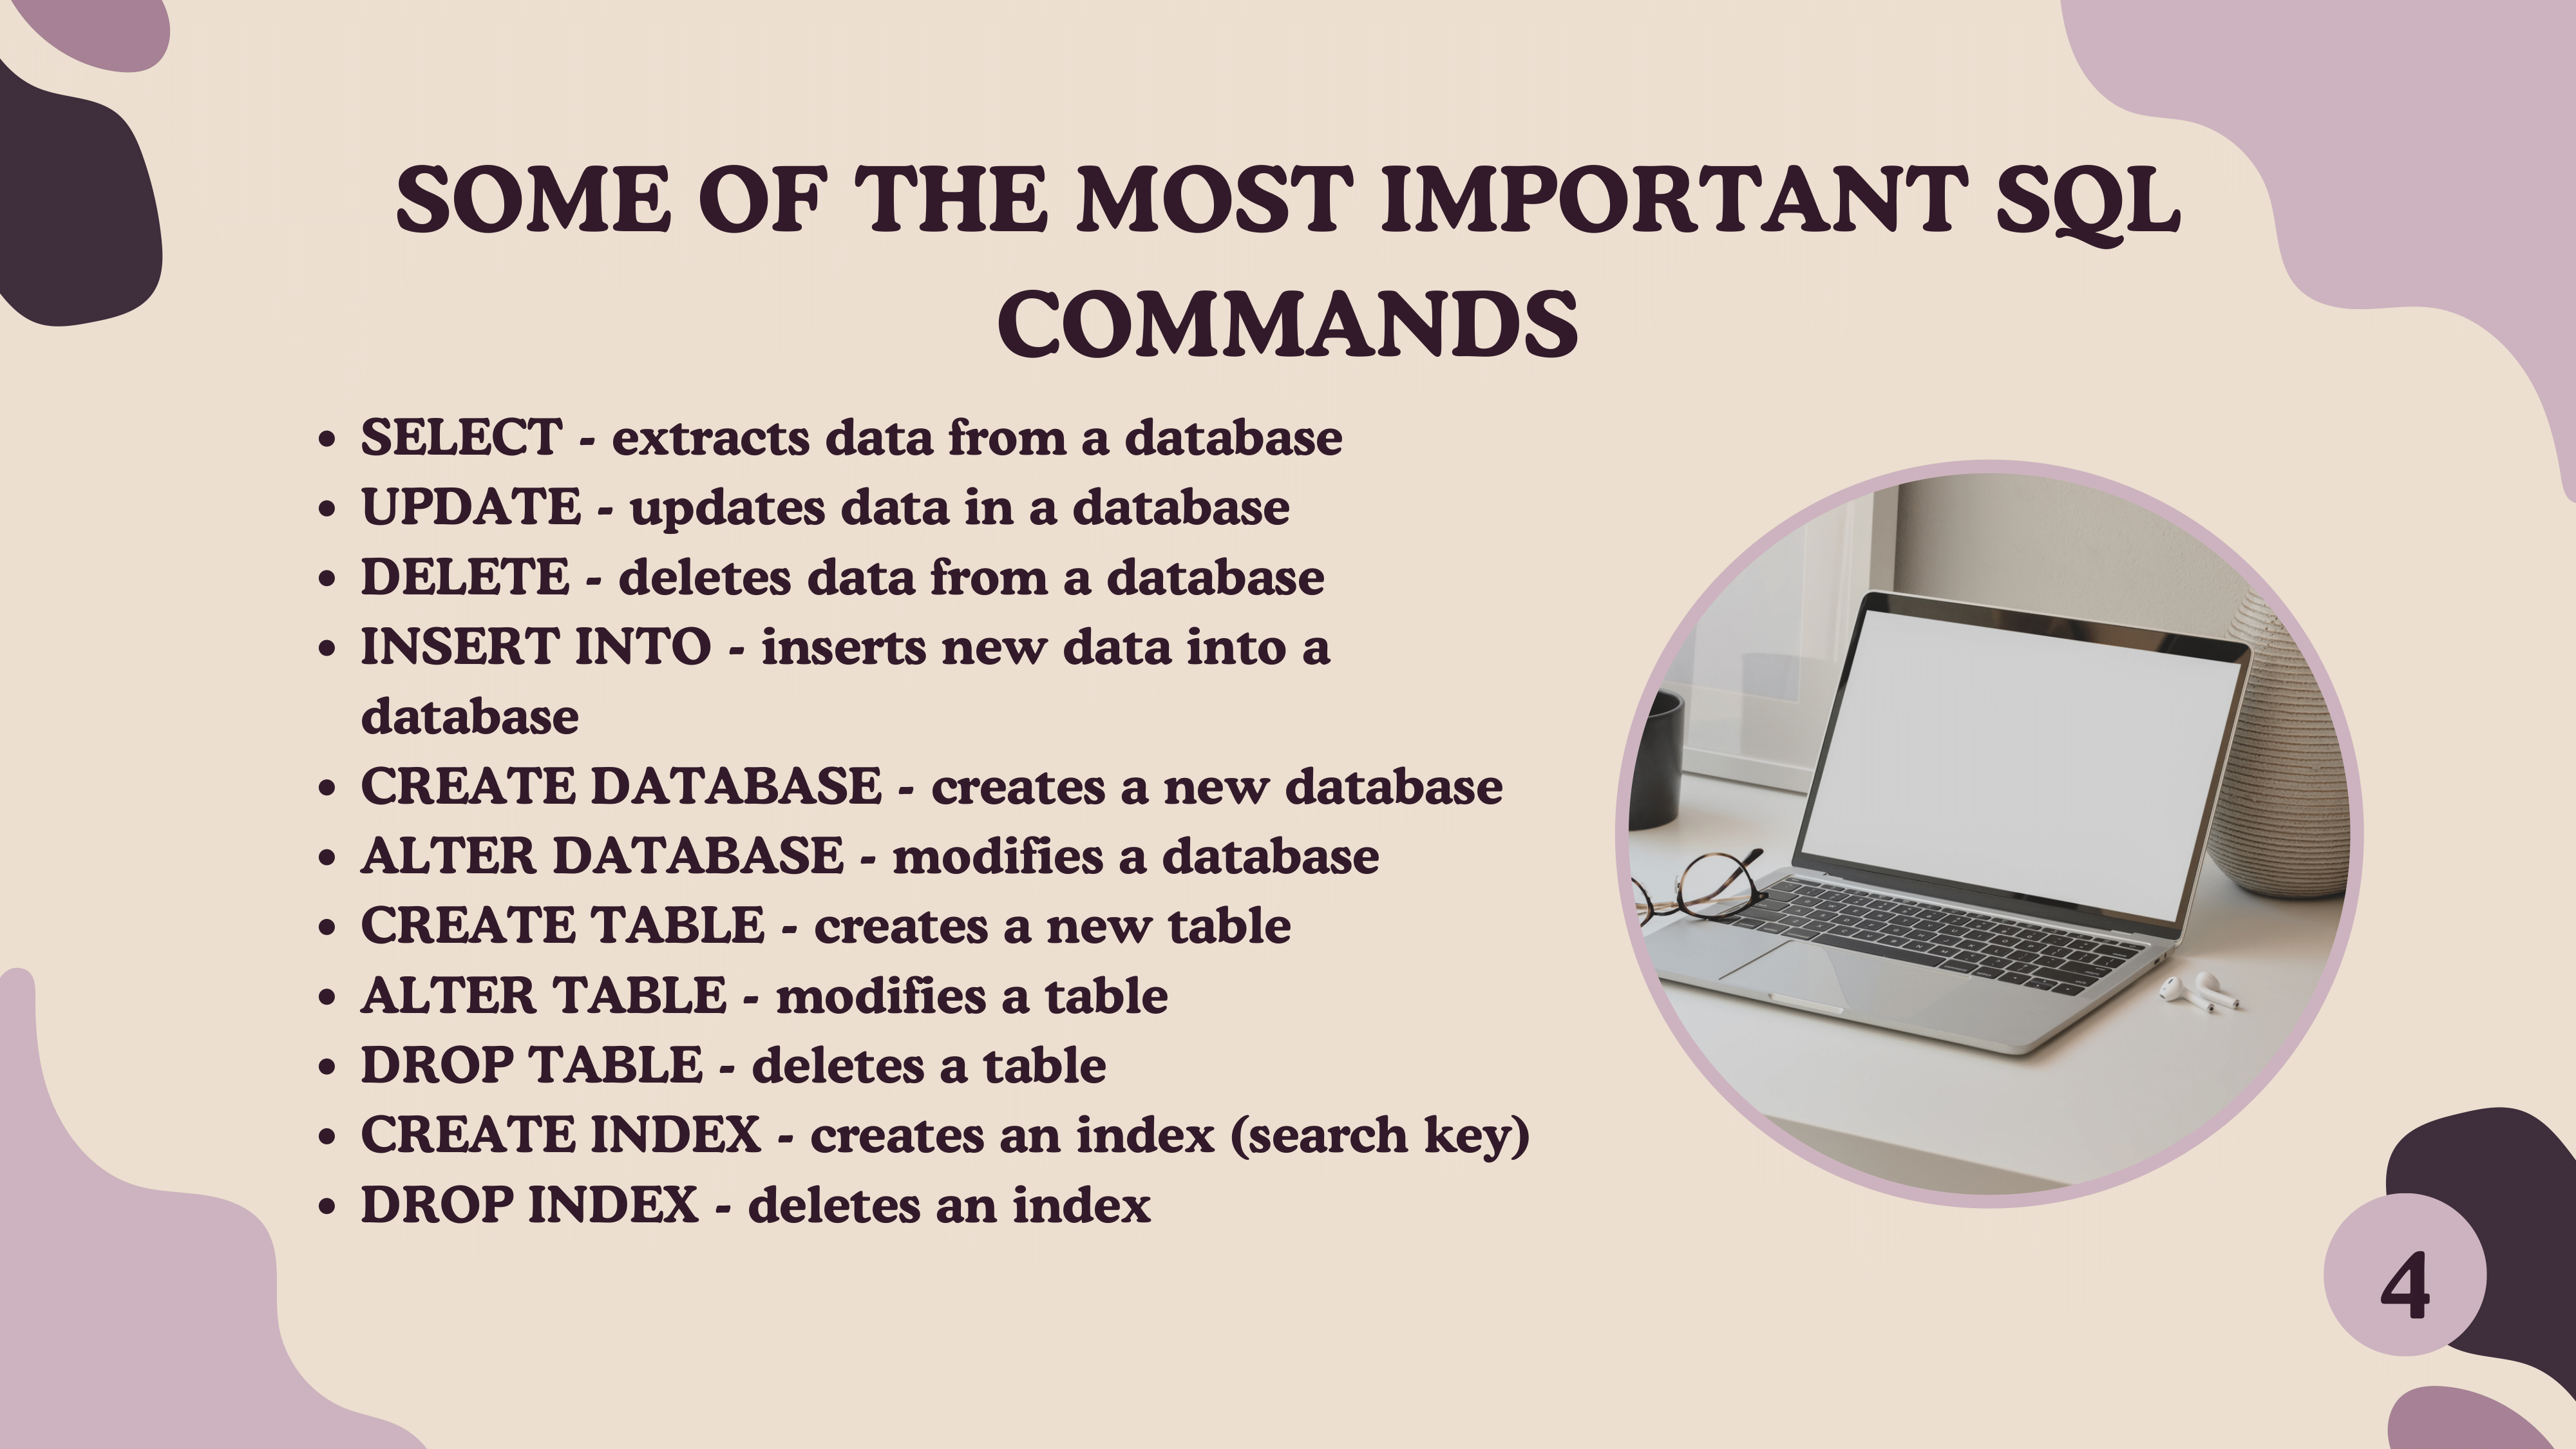 SOME OF THE MOST IMPORTANT SQL
COMMANDS
• SELECT - extracts data from a database
• UPDATE - updates data in a database
• DELETE - deletes data from a database
• INSERT INTO - inserts new data into a
database
• CREATE DATABASE - creates a new database
• ALTER DATABASE - modifies a database
• CREATE TABLE - creates a new table
• ALTER TABLE - modifies a table
• DROP TABLE - deletes a table
• CREATE INDEX - creates an index (search key)
• DROP INDEX - deletes an index
4